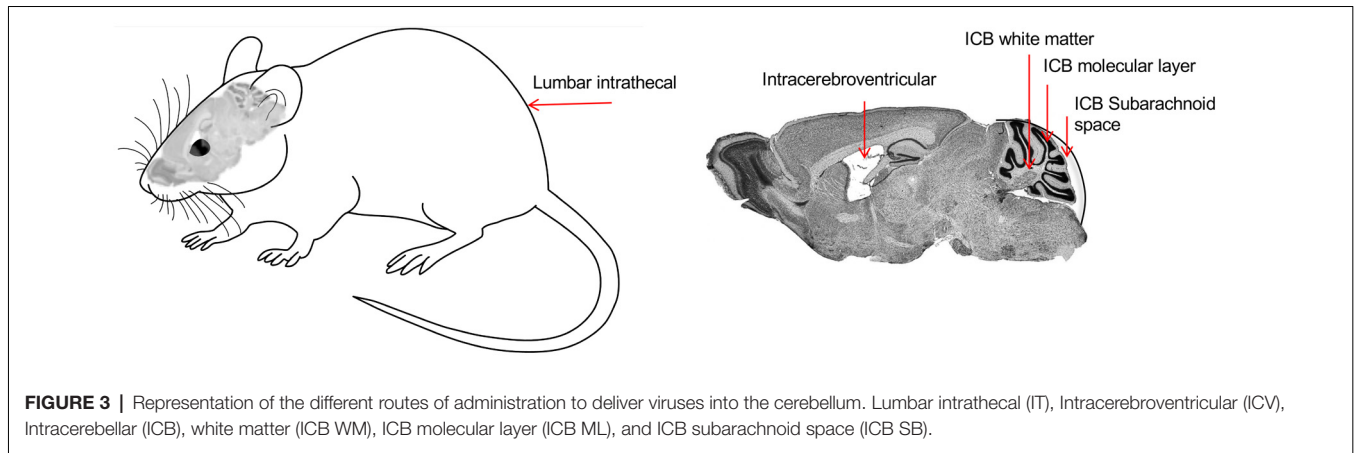 Lumbar intrathecal
Intracerebroventricular
ICB white matter
ICB molecular layer
ICB Subarachnoid
space
FIGURE 3 | Representation of the different routes of administration to deliver viruses into the cerebellum. Lumbar intrathecal (IT), Intracerebroventricular (ICV),
Intracerebellar (ICB), white matter (ICB WM), ICB molecular layer (ICB ML), and ICB subarachnoid space (ICB SB).